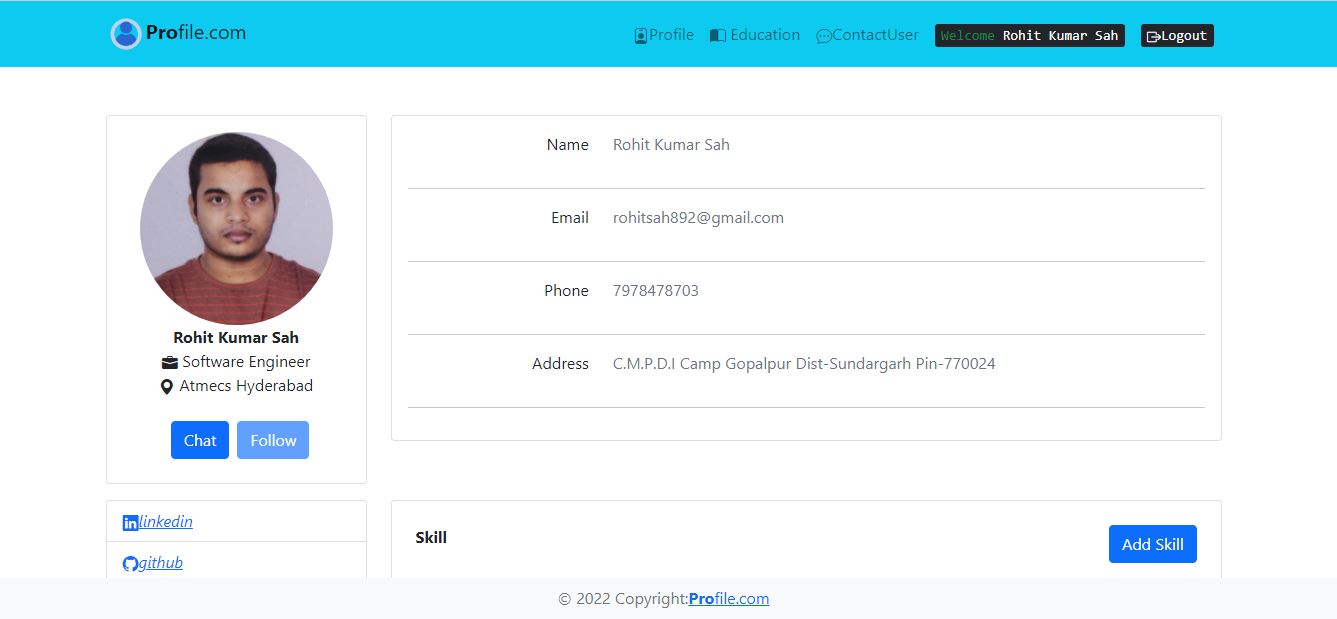 Profile.com
Profile Education ContactUser Welcome Rohit Kumar Sah Logout
Rohit Kumar Sah
Software Engineer
Atmecs Hyderabad
Chat Follow
Name Rohit Kumar Sah
Email rohitsah892@gmail.com
Phone 7978478703
Address C.M.P.D.I Camp Gopalpur Dist-Sundargarh Pin-770024
linkedin
github
Skill Add Skill
© 2022 Copyright:Profile.com